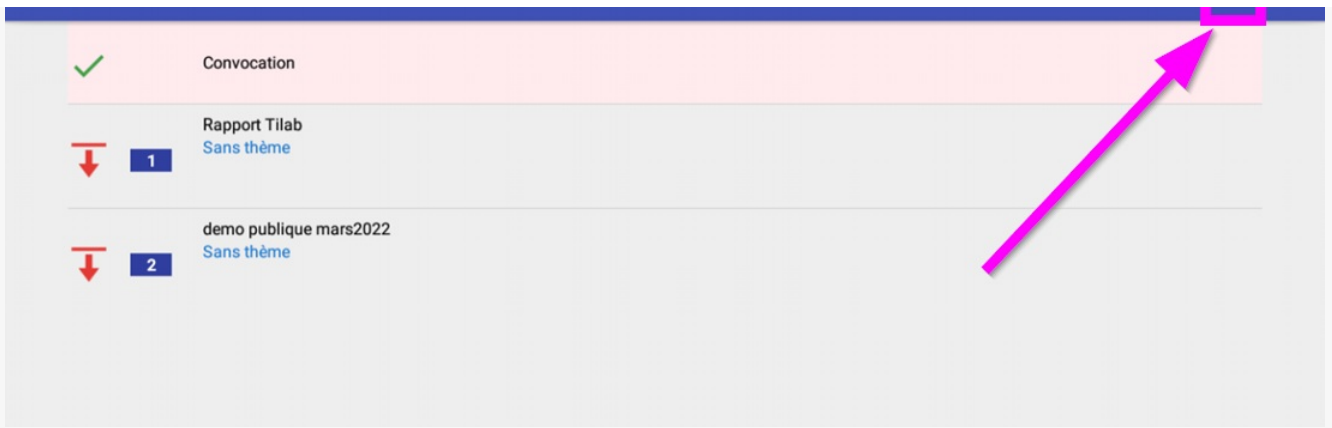 Convocation
Rapport Tilab
Sans thème
1
demo publique mars2022
Sans thème
2